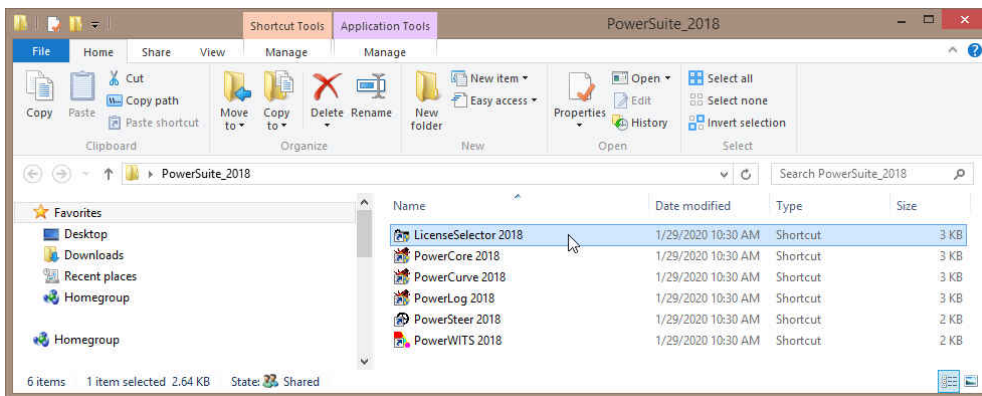 Shortcut Tools Application Tools PowerSuite_2018
File Home Share View Manage Manage
Copy
Paste
Cut
Copy path
Paste shortcut
Clipboard
Move to
Copy to
Delete
Rename
Organize
New folder
New item
Easy access
New
Properties
Open
Edit
History
Open
Select all
Select none
Invert selection
Select
PowerSuite_2018 Search PowerSuite_2018
Favorites
Desktop
Downloads
Recent places
Homegroup
Homegroup
Name Date modified Type Size
LicenseSelector 2018 1/29/2020 10:30 AM Shortcut 3 KB
PowerCore 2018 1/29/2020 10:30 AM Shortcut 3 KB
PowerCurve 2018 1/29/2020 10:30 AM Shortcut 3 KB
PowerLog 2018 1/29/2020 10:30 AM Shortcut 3 KB
PowerSteer 2018 1/29/2020 10:30 AM Shortcut 2 KB
PowerWITS 2018 1/29/2020 10:30 AM Shortcut 2 KB
6 items 1 item selected 2.64 KB State: Shared